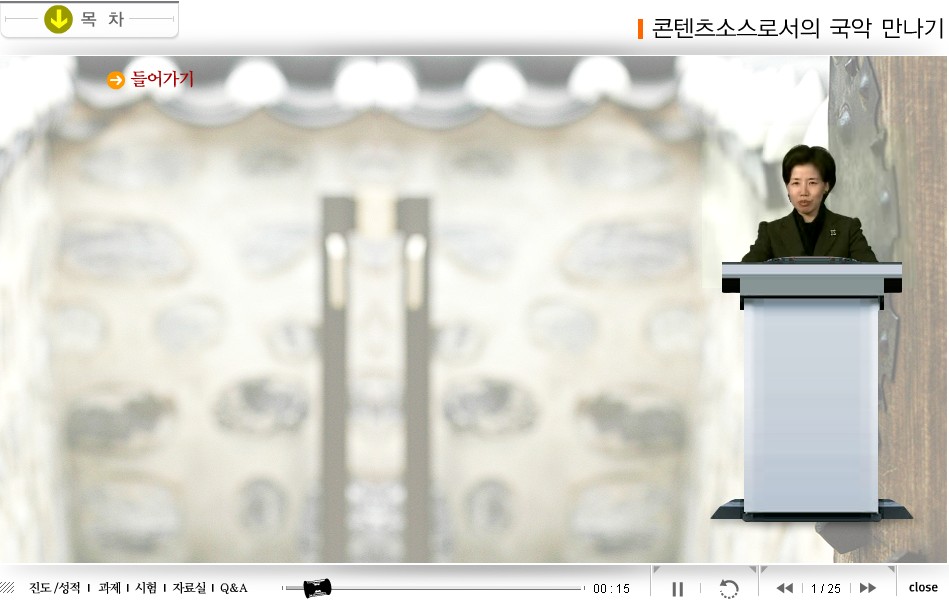 목 차
콘텐츠소스로서의 국악 만나기
들어가기
진도/성적 과제 시험 자료실 Q&A
00 : 15
1 / 25
close